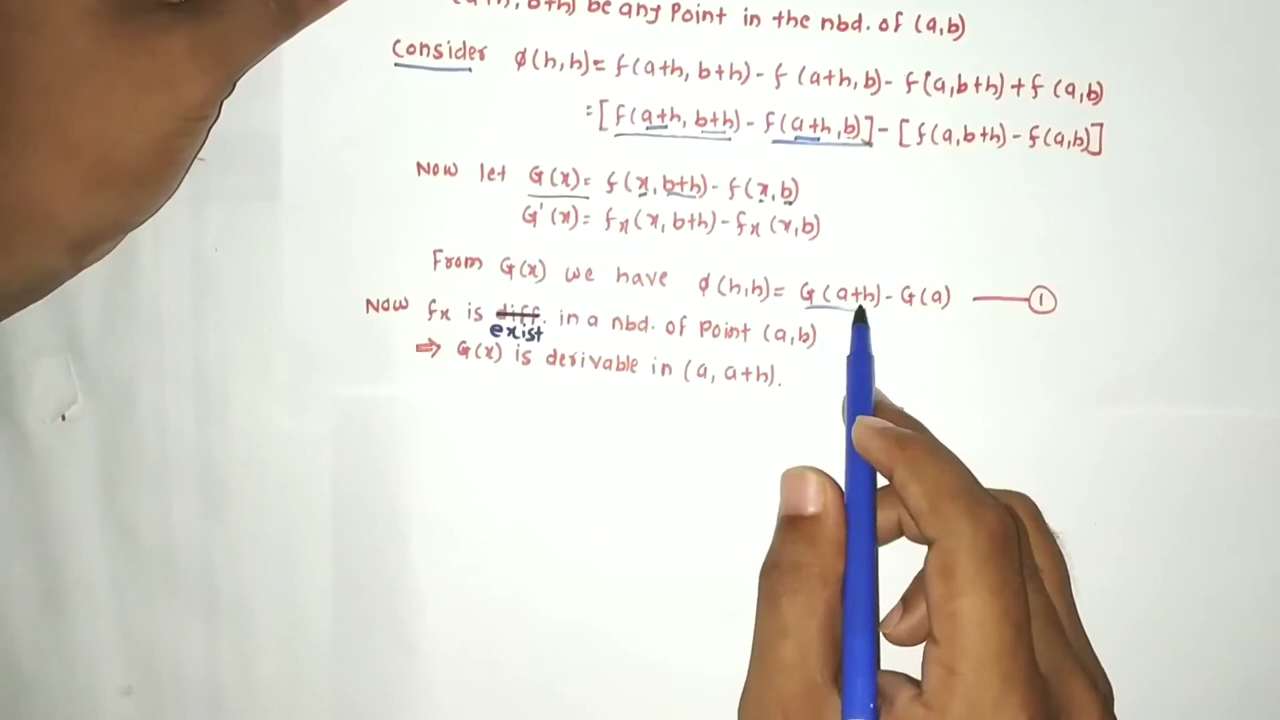 (a+h, b+h) be any Point in the nbd. of (a,b)
Consider ϕ(h,h)= f(a+h, b+h) - f (a+h, b) - f(a, b+h) + f (a,b)
= [f(a+h, b+h) - f(a+h, b)] - [f(a, b+h) - f(a,b)]
Now let G(x) = f(x, b+h) - f(x, b)
G'(x) = fx(x, b+h) - fx(x, b)
From G(x) we have ϕ(h,h) = G(a+h) - G(a) —— ①
Now fx is diff. in a nbd. of Point (a,b)
exist
⇒ G(x) is derivable in (a, a+h).